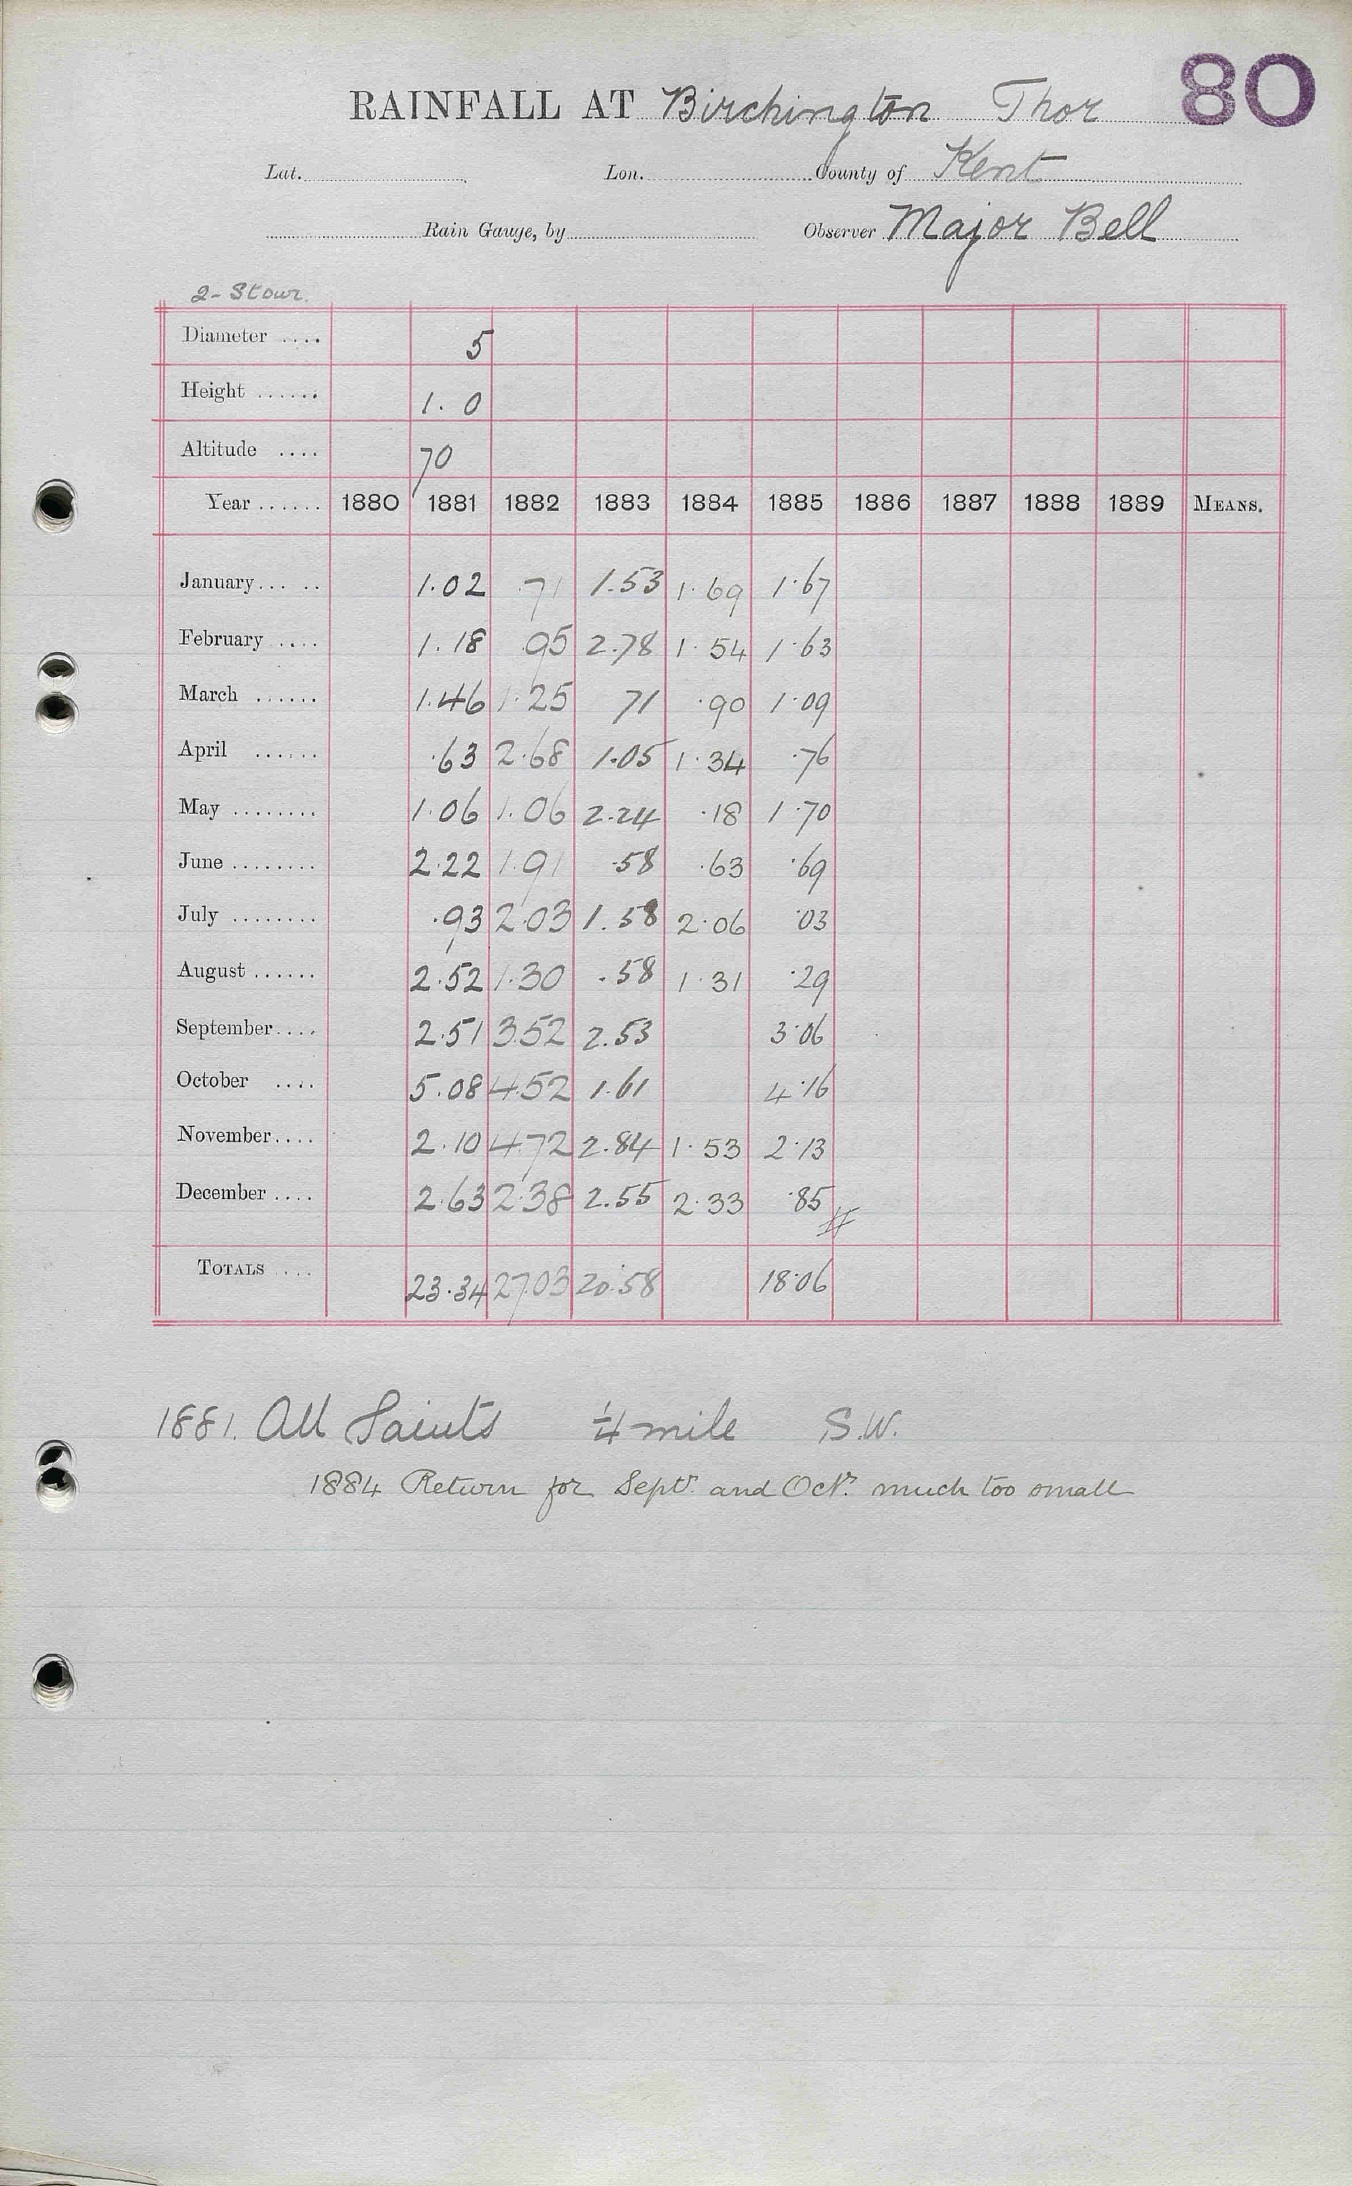 80
RAINFALL AT Birchington Thor
Lat. Lon. County of Kent
Rain Gauge, by Observer Major Bell
2- Stour.
Diameter .... 5
Height ...... 1. 0
Altitude .... 70
Year ...... 1880 1881 1882 1883 1884 1885 1886 1887 1888 1889 MEANS.
January... .. 1.02 .71 1.53 1.69 1.67
February .... 1.18 .95 2.78 1.54 1.63
March ...... 1.46 1.25 71 .90 1.09
April ...... .63 2.68 1.05 1.34 .76
May ........ 1.06 1.06 2.24 .18 1.70
June ........ 2.22 1.91 .58 .63 .69
July ........ .93 2.03 1.58 2.06 .03
August ...... 2.52 1.30 .58 1.31 .29
September.... 2.51 3.52 2.53 3.06
October .... 5.08 4.52 1.61 4.16
November.... 2.10 4.72 2.84 1.53 2.13
December .... 2.63 2.38 2.55 2.33 .85
TOTALS .... 23.34 27.03 20.58 18.06
1881. All Saints 1/4 mile S.W.
1884 Return for Septr. and Octr. much too small